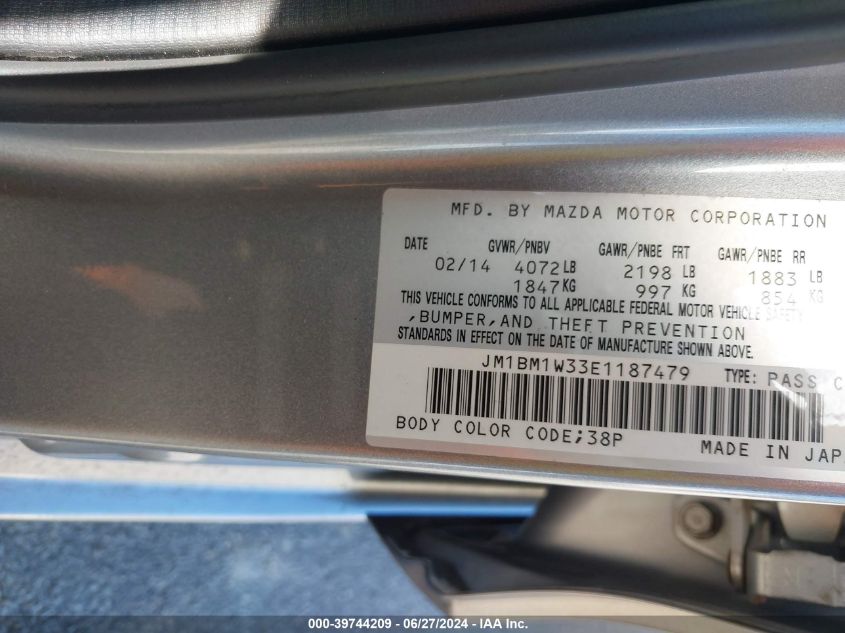 MFD. BY MAZDA MOTOR CORPORATION
DATE GVWR/PNBV GAWR/PNBE FRT GAWR/PNBE RR
02/14 4072 LB 2198 LB 1883 LB
1847 KG 997 KG 854 KG
THIS VEHICLE CONFORMS TO ALL APPLICABLE FEDERAL MOTOR VEHICLE SAFETY
,BUMPER,AND THEFT PREVENTION
STANDARDS IN EFFECT ON THE DATE OF MANUFACTURE SHOWN ABOVE.
JM1BM1W33E1187479 TYPE: PASS C
BODY COLOR CODE;38P
MADE IN JAP
000-39744209 - 06/27/2024 - IAA Inc.